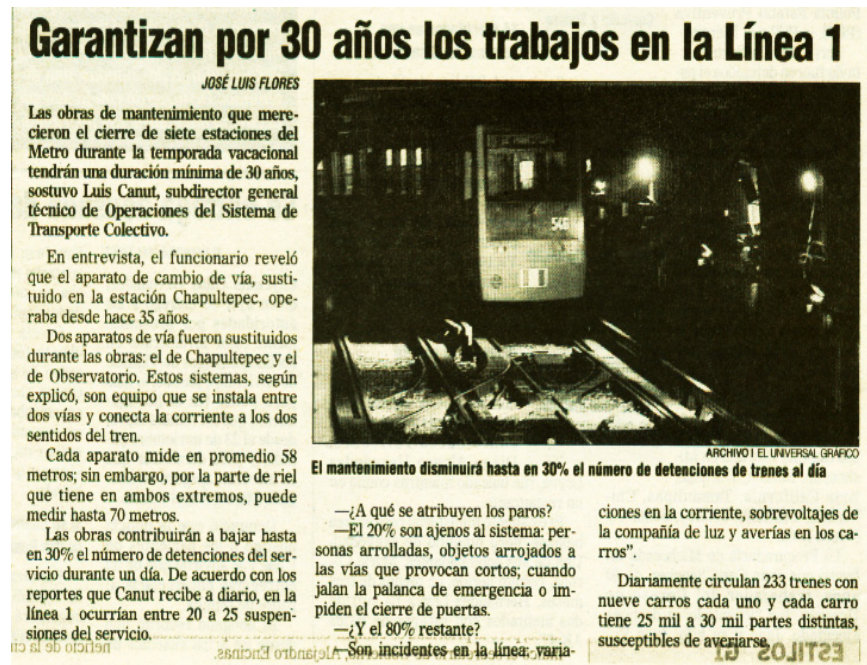 Garantizan por 30 años los trabajos en la Línea 1
JOSÉ LUIS FLORES
Las obras de mantenimiento que mere-
cieron el cierre de siete estaciones del
Metro durante la temporada vacacional
tendrán una duración mínima de 30 años,
sostuvo Luis Canut, subdirector general
técnico de Operaciones del Sistema de
Transporte Colectivo.
En entrevista, el funcionario reveló
que el aparato de cambio de vía, susti-
tuido en la estación Chapultepec, ope-
raba desde hace 35 años.
Dos aparatos de vía fueron sustituidos
durante las obras: el de Chapultepec y el
de Observatorio. Estos sistemas, según
explicó, son equipo que se instala entre
dos vías y conecta la corriente a los dos
sentidos del tren.
Cada aparato mide en promedio 58
metros; sin embargo, por la parte de riel
que tiene en ambos extremos, puede
medir hasta 70 metros.
Las obras contribuirán a bajar hasta
en 30% el número de detenciones del ser-
vicio durante un día. De acuerdo con los
reportes que Canut recibe a diario, en la
línea 1 ocurrían entre 20 a 25 suspen-
siones del servicio.
546
ARCHIVO I EL UNIVERSAL GRÁFICO
El mantenimiento disminuirá hasta en 30% el número de detenciones de trenes al día
—¿A qué se atribuyen los paros?
—El 20% son ajenos al sistema: per-
sonas arrolladas, objetos arrojados a
las vías que provocan cortos; cuando
jalan la palanca de emergencia o im-
piden el cierre de puertas.
—¿Y el 80% restante?
—Son incidentes en la línea: varia-
ciones en la corriente, sobrevoltajes de
la compañía de luz y averías en los ca-
rros”.
Diariamente circulan 233 trenes con
nueve carros cada uno y cada carro
tiene 25 mil a 30 mil partes distintas,
susceptibles de averiarse.
ESTILOS
Alejandro Encinas.